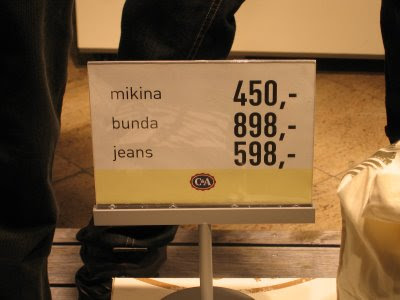 mikina 450,-
bunda 898,-
jeans 598,-
C&A